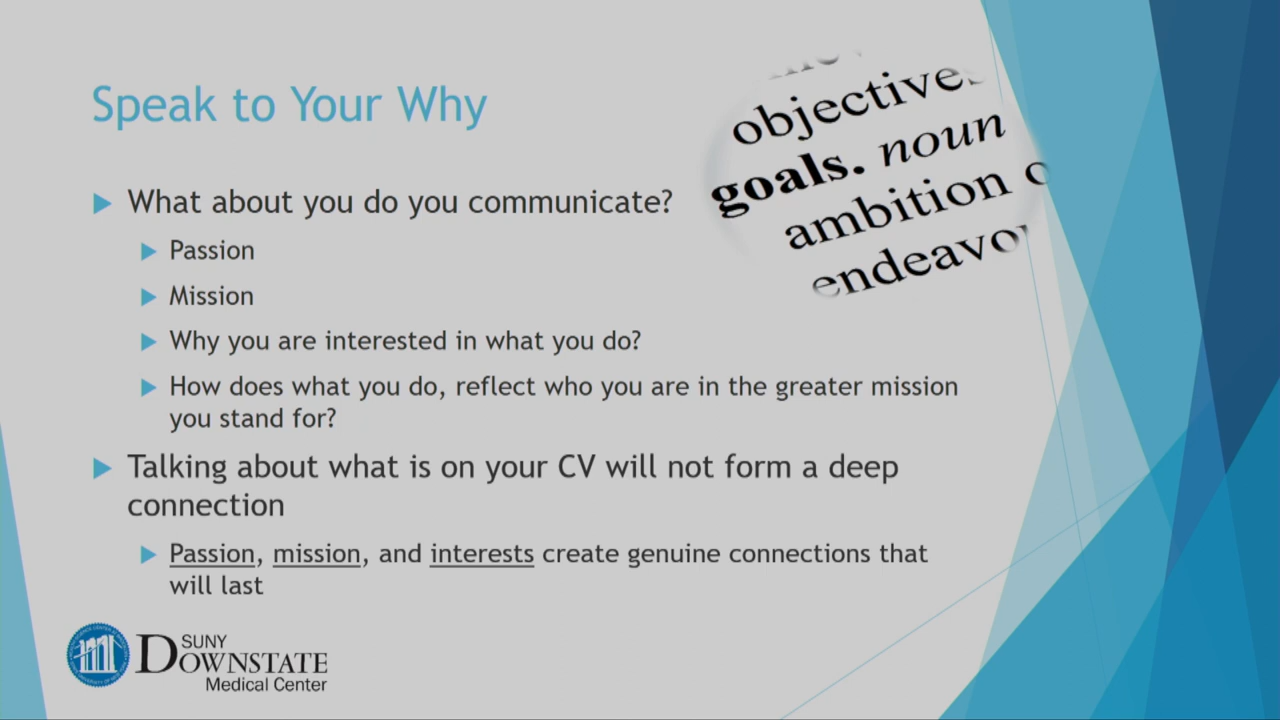 Speak to Your Why
objective
goals. noun
ambition
endeavo
What about you do you communicate?
Passion
Mission
Why you are interested in what you do?
How does what you do, reflect who you are in the greater mission
you stand for?
Talking about what is on your CV will not form a deep
connection
Passion, mission, and interests create genuine connections that
will last
SUNY
DOWNSTATE
Medical Center